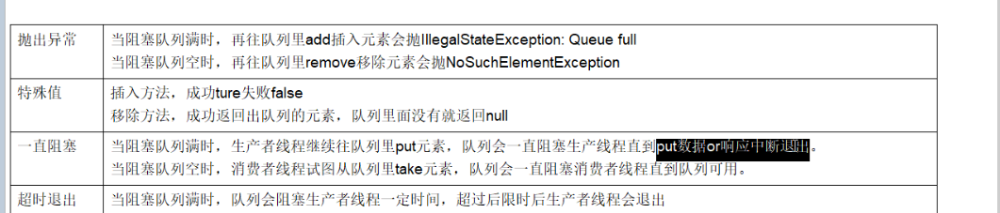 抛出异常
当阻塞队列满时，再往队列里add插入元素会抛IllegalStateException: Queue full
当阻塞队列空时，再往队列里remove移除元素会抛NoSuchElementException
特殊值
插入方法，成功ture失败false
移除方法，成功返回出队列的元素，队列里面没有就返回null
一直阻塞
当阻塞队列满时，生产者线程继续往队列里put元素，队列会一直阻塞生产线程直到put数据or响应中断退出。
当阻塞队列空时，消费者线程试图从队列里take元素，队列会一直阻塞消费者线程直到队列可用。
超时退出
当阻塞队列满时，队列会阻塞生产者线程一定时间，超过后限时后生产者线程会退出